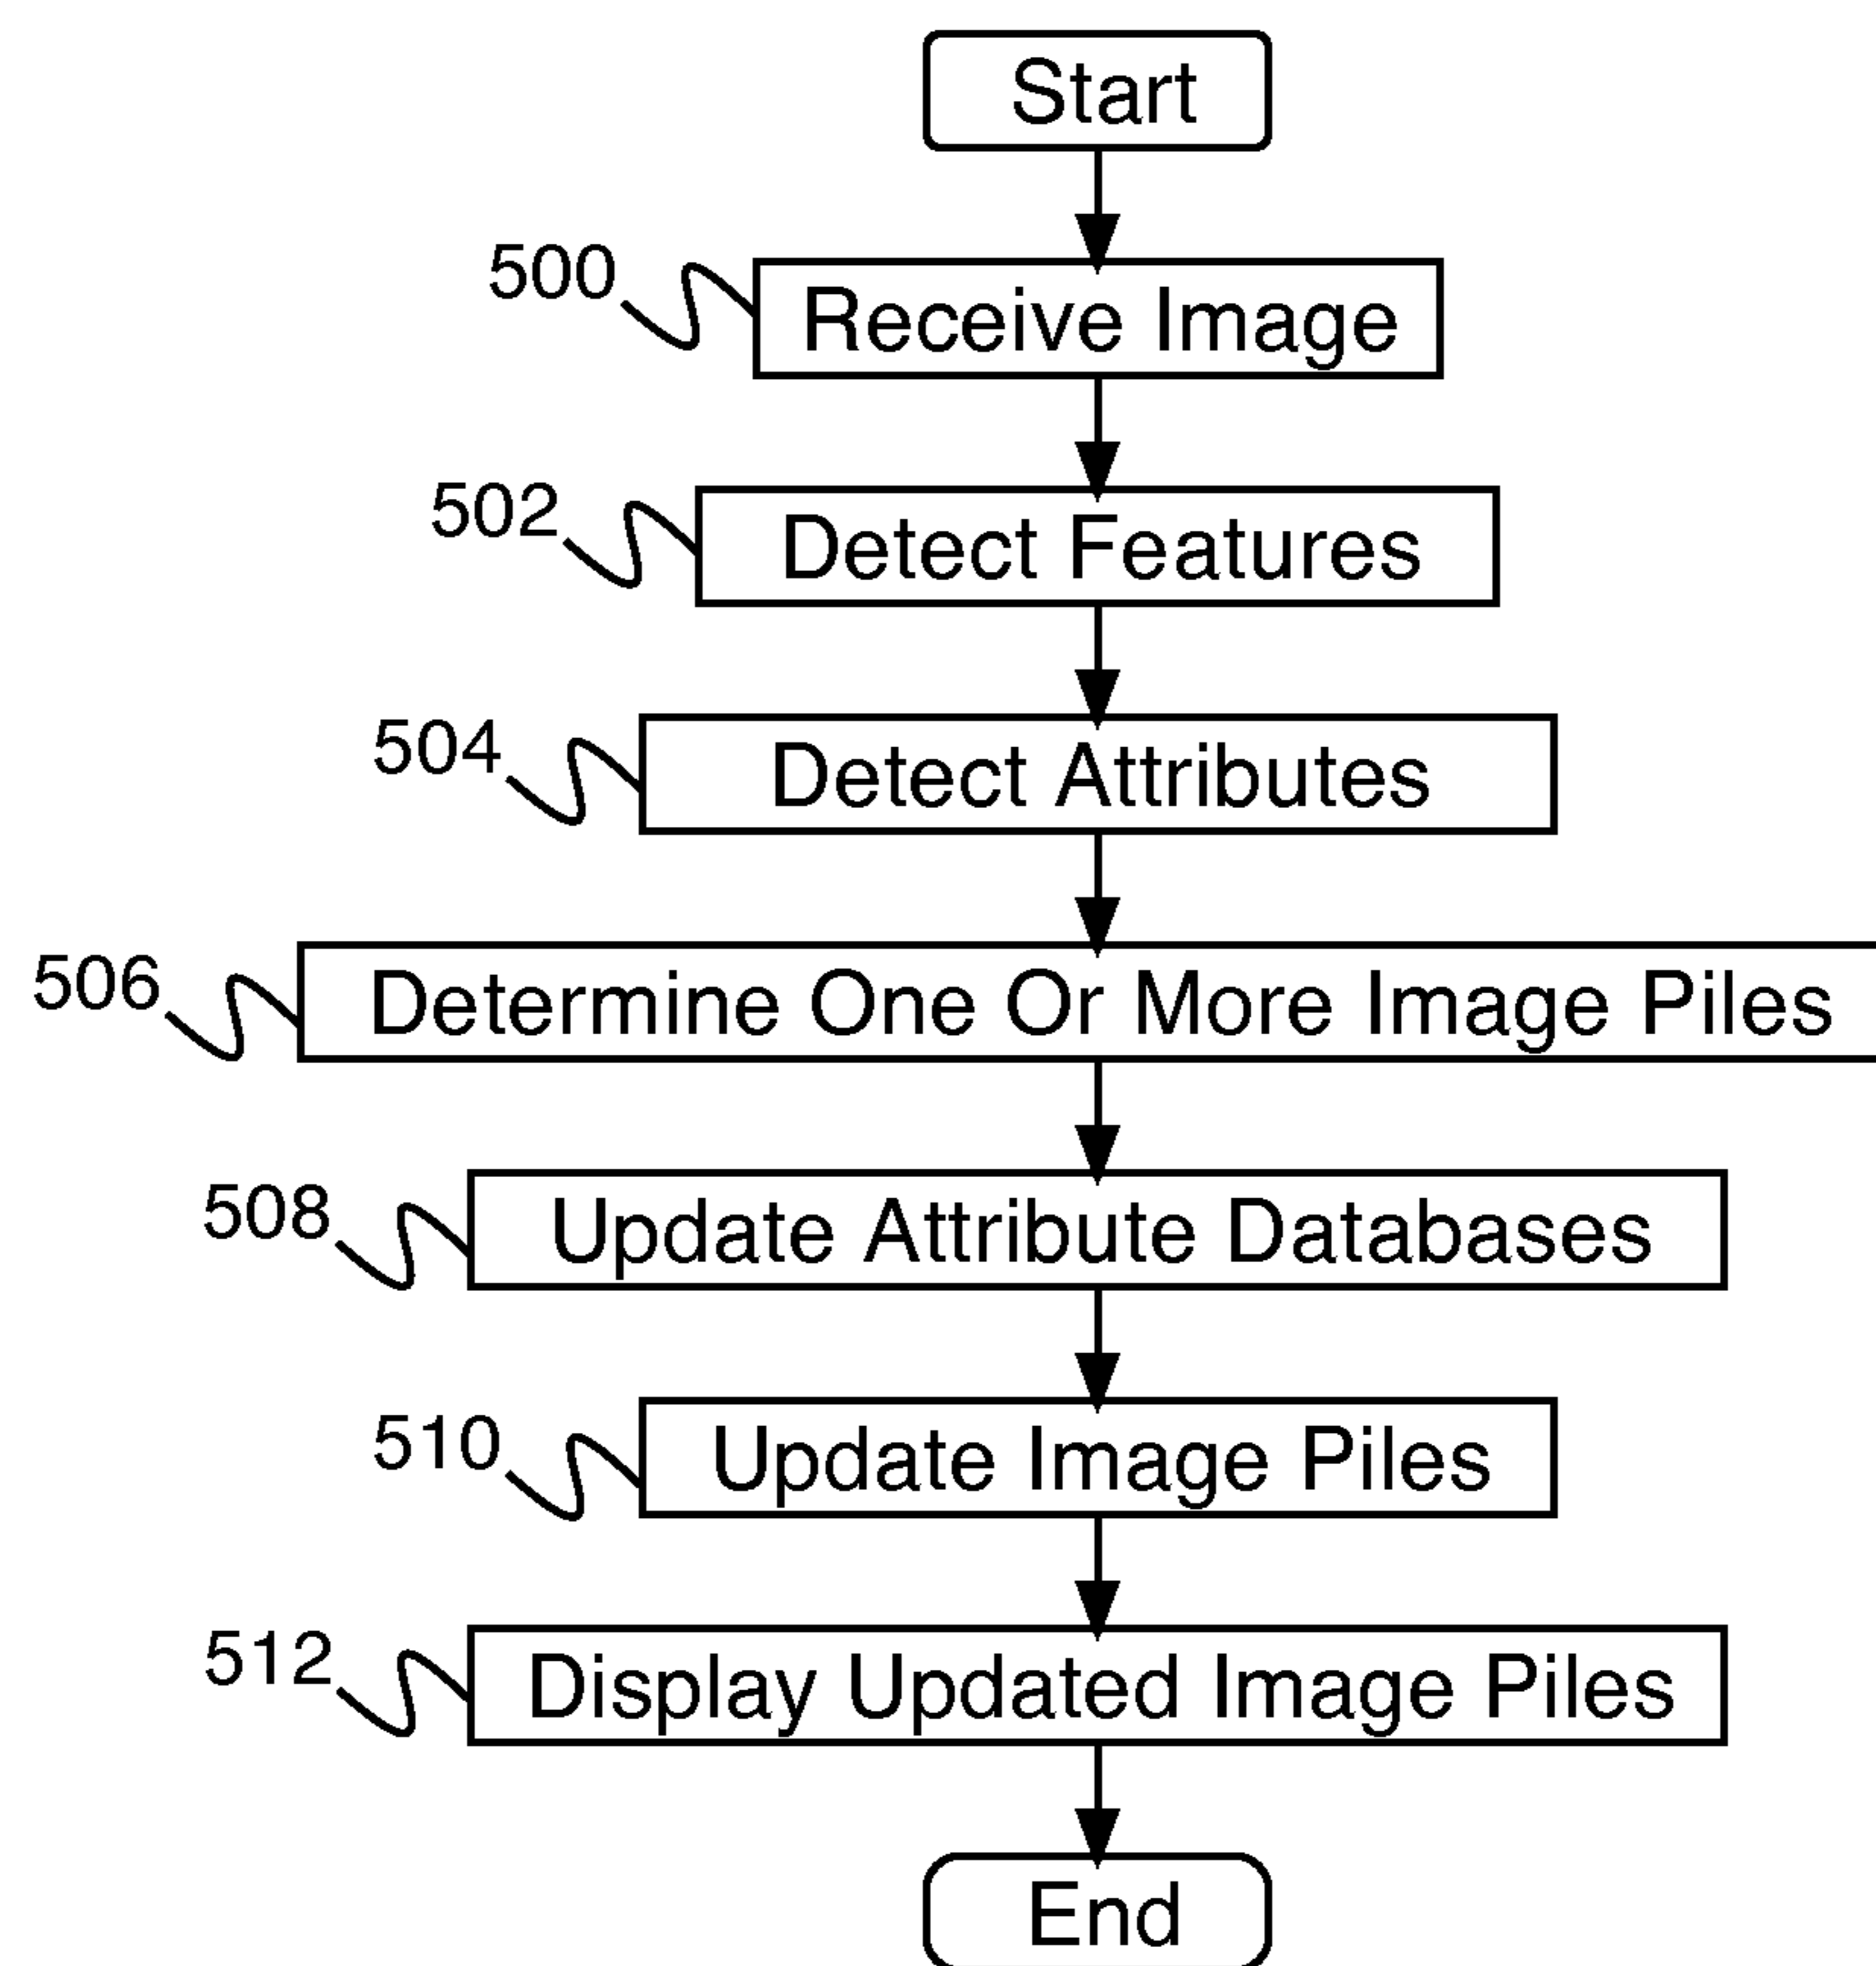 Start
500
Receive Image
502
Detect Features
504
Detect Attributes
506
Determine One Or More Image Piles
508
Update Attribute Databases
510
Update Image Piles
512
Display Updated Image Piles
End